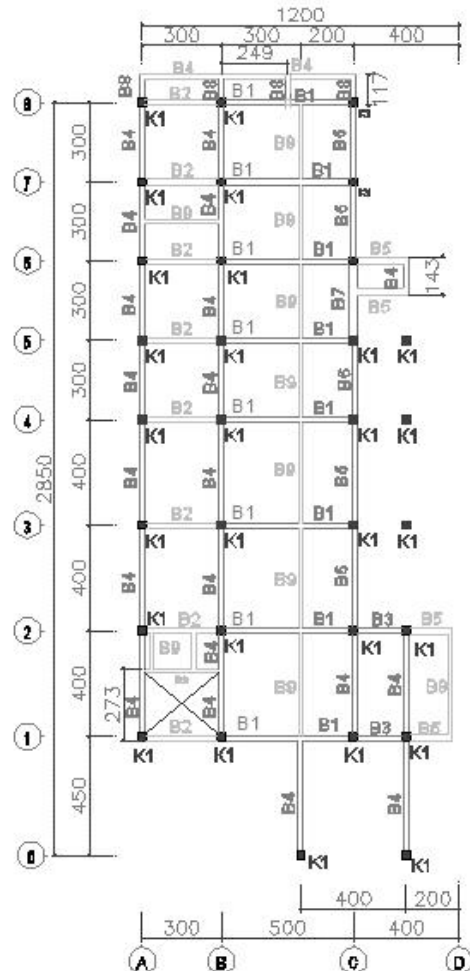 1200
300 300 200 400
249
B4 B4
B8 B2 B8 B1 B8 B1 B8 117
8
K1 K1
300 B4 B4 B9 B6
7 B2 B1 B1
K1 K1
300 B4 B9 B4 B9 B6
6 B2 B1 B1 B5
K1 K1 B4 143
300 B4 B4 B9 B7 B5
5 B2 B1 B1
K1 K1 K1 K1
300 B4 B4 B9 B6
4 B2 B1 B1
K1 K1 K1 K1
2850
400 B4 B4 B9 B6
3 B2 B1 B1
K1 K1 K1 K1
400 B4 B4 B9 B6
K1
2 B2 B1 B1 B3 B5
K1 K1 K1
B9 B4
400 273 B4 B4 B9 B4 B4 B9
1 B2 B1 B1 B3 B5
K1 K1 K1 K1
450 B4 B4
0
K1 K1
400 200
300 500 400
A B C D